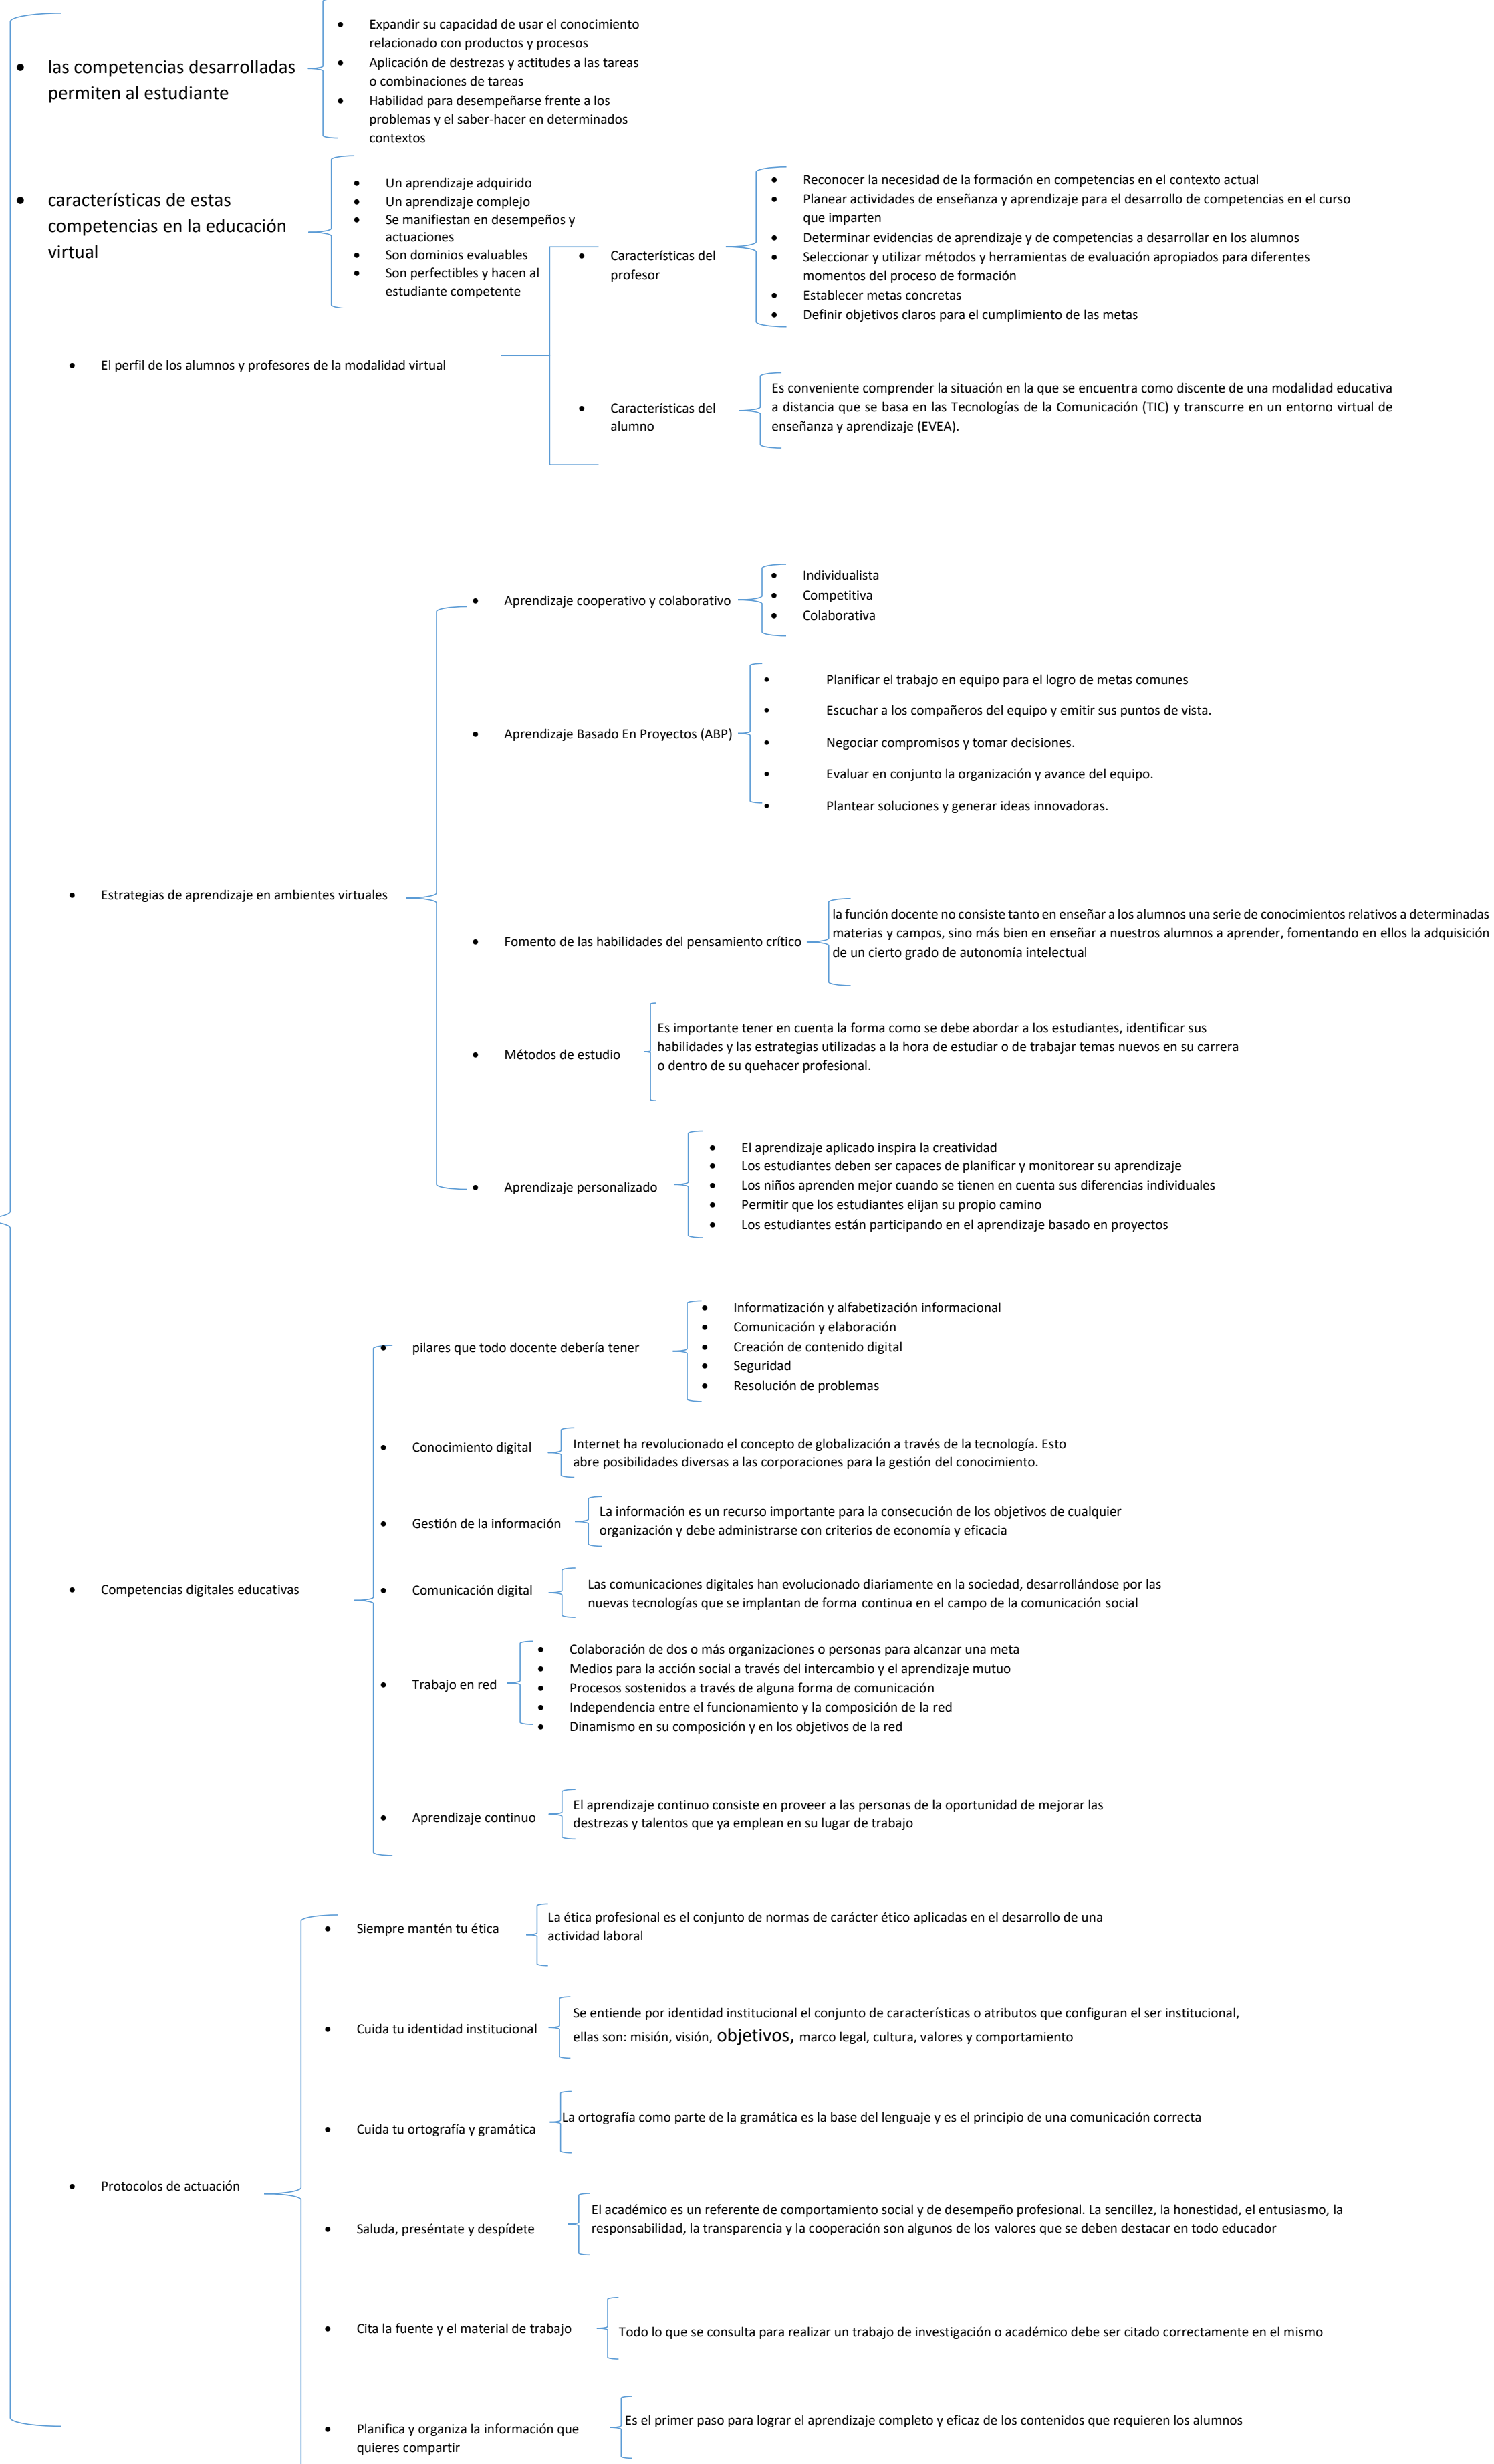 • las competencias desarrolladas
permiten al estudiante
• Expandir su capacidad de usar el conocimiento
relacionado con productos y procesos
• Aplicación de destrezas y actitudes a las tareas
o combinaciones de tareas
• Habilidad para desempeñarse frente a los
problemas y el saber-hacer en determinados
contextos
• características de estas
competencias en la educación
virtual
• Un aprendizaje adquirido
• Un aprendizaje complejo
• Se manifiestan en desempeños y
actuaciones
• Son dominios evaluables
• Son perfectibles y hacen al
estudiante competente
• El perfil de los alumnos y profesores de la modalidad virtual
• Características del
profesor
• Reconocer la necesidad de la formación en competencias en el contexto actual
• Planear actividades de enseñanza y aprendizaje para el desarrollo de competencias en el curso
que imparten
• Determinar evidencias de aprendizaje y de competencias a desarrollar en los alumnos
• Seleccionar y utilizar métodos y herramientas de evaluación apropiados para diferentes
momentos del proceso de formación
• Establecer metas concretas
• Definir objetivos claros para el cumplimiento de las metas
• Características del
alumno
Es conveniente comprender la situación en la que se encuentra como discente de una modalidad educativa
a distancia que se basa en las Tecnologías de la Comunicación (TIC) y transcurre en un entorno virtual de
enseñanza y aprendizaje (EVEA).
• Estrategias de aprendizaje en ambientes virtuales
• Aprendizaje cooperativo y colaborativo
• Individualista
• Competitiva
• Colaborativa
• Aprendizaje Basado En Proyectos (ABP)
• Planificar el trabajo en equipo para el logro de metas comunes
• Escuchar a los compañeros del equipo y emitir sus puntos de vista.
• Negociar compromisos y tomar decisiones.
• Evaluar en conjunto la organización y avance del equipo.
• Plantear soluciones y generar ideas innovadoras.
• Fomento de las habilidades del pensamiento crítico
la función docente no consiste tanto en enseñar a los alumnos una serie de conocimientos relativos a determinadas
materias y campos, sino más bien en enseñar a nuestros alumnos a aprender, fomentando en ellos la adquisición
de un cierto grado de autonomía intelectual
• Métodos de estudio
Es importante tener en cuenta la forma como se debe abordar a los estudiantes, identificar sus
habilidades y las estrategias utilizadas a la hora de estudiar o de trabajar temas nuevos en su carrera
o dentro de su quehacer profesional.
• Aprendizaje personalizado
• El aprendizaje aplicado inspira la creatividad
• Los estudiantes deben ser capaces de planificar y monitorear su aprendizaje
• Los niños aprenden mejor cuando se tienen en cuenta sus diferencias individuales
• Permitir que los estudiantes elijan su propio camino
• Los estudiantes están participando en el aprendizaje basado en proyectos
• Competencias digitales educativas
• pilares que todo docente debería tener
• Informatización y alfabetización informacional
• Comunicación y elaboración
• Creación de contenido digital
• Seguridad
• Resolución de problemas
• Conocimiento digital
Internet ha revolucionado el concepto de globalización a través de la tecnología. Esto
abre posibilidades diversas a las corporaciones para la gestión del conocimiento.
• Gestión de la información
La información es un recurso importante para la consecución de los objetivos de cualquier
organización y debe administrarse con criterios de economía y eficacia
• Comunicación digital
Las comunicaciones digitales han evolucionado diariamente en la sociedad, desarrollándose por las
nuevas tecnologías que se implantan de forma continua en el campo de la comunicación social
• Trabajo en red
• Colaboración de dos o más organizaciones o personas para alcanzar una meta
• Medios para la acción social a través del intercambio y el aprendizaje mutuo
• Procesos sostenidos a través de alguna forma de comunicación
• Independencia entre el funcionamiento y la composición de la red
• Dinamismo en su composición y en los objetivos de la red
• Aprendizaje continuo
El aprendizaje continuo consiste en proveer a las personas de la oportunidad de mejorar las
destrezas y talentos que ya emplean en su lugar de trabajo
• Protocolos de actuación
• Siempre mantén tu ética
La ética profesional es el conjunto de normas de carácter ético aplicadas en el desarrollo de una
actividad laboral
• Cuida tu identidad institucional
Se entiende por identidad institucional el conjunto de características o atributos que configuran el ser institucional,
ellas son: misión, visión, objetivos, marco legal, cultura, valores y comportamiento
• Cuida tu ortografía y gramática
La ortografía como parte de la gramática es la base del lenguaje y es el principio de una comunicación correcta
• Saluda, preséntate y despídete
El académico es un referente de comportamiento social y de desempeño profesional. La sencillez, la honestidad, el entusiasmo, la
responsabilidad, la transparencia y la cooperación son algunos de los valores que se deben destacar en todo educador
• Cita la fuente y el material de trabajo
Todo lo que se consulta para realizar un trabajo de investigación o académico debe ser citado correctamente en el mismo
• Planifica y organiza la información que
quieres compartir
Es el primer paso para lograr el aprendizaje completo y eficaz de los contenidos que requieren los alumnos